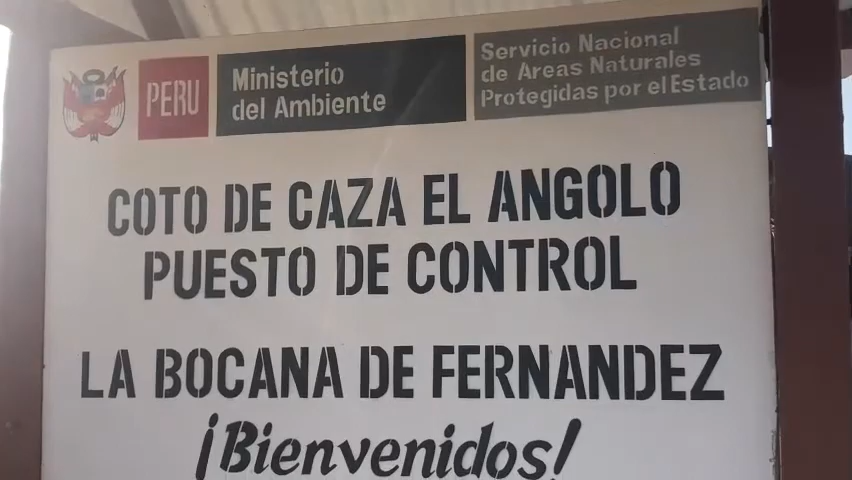 PERU
Ministerio
del Ambiente
Servicio Nacional
de Areas Naturales
Protegidas por el Estado
COTO DE CAZA EL ANGOLO
PUESTO DE CONTROL
LA BOCANA DE FERNANDEZ
¡Bienvenidos!